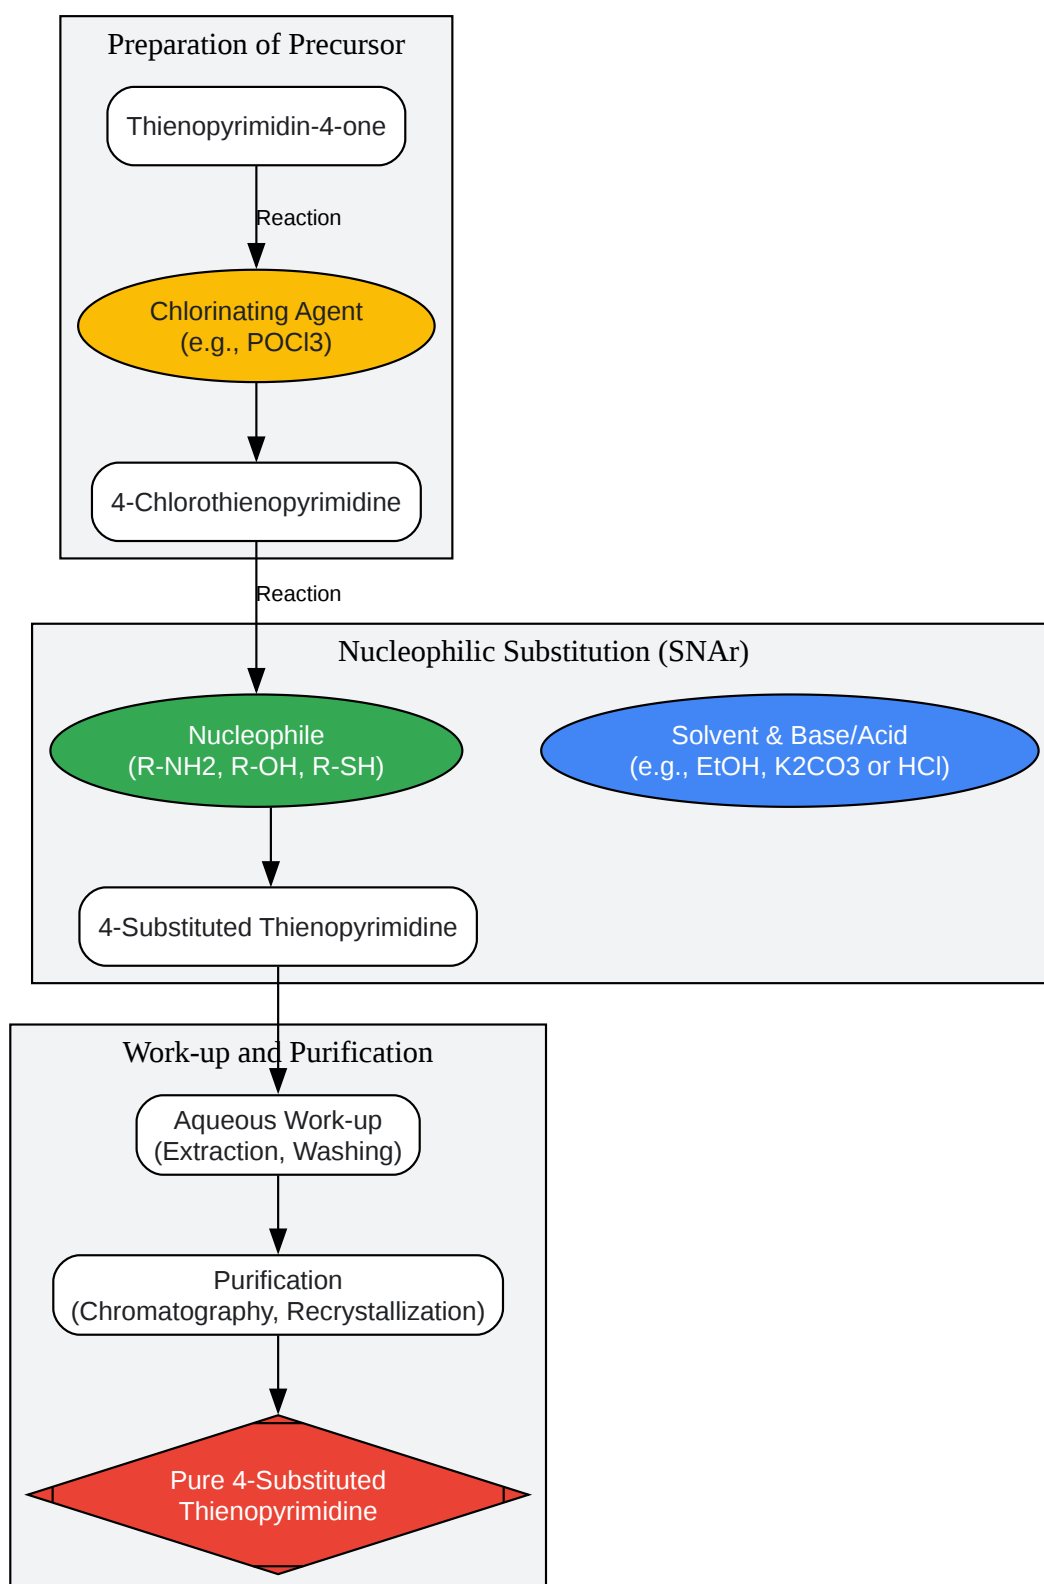 Preparation of Precursor
Thienopyrimidin-4-one
Reaction
Chlorinating Agent
(e.g., POCl3)
4-Chlorothienopyrimidine
Reaction
Nucleophilic Substitution (SNAr)
Nucleophile
(R-NH2, R-OH, R-SH)
Solvent & Base/Acid
(e.g., EtOH, K2CO3 or HCl)
4-Substituted Thienopyrimidine
Work-up and Purification
Aqueous Work-up
(Extraction, Washing)
Purification
(Chromatography, Recrystallization)
Pure 4-Substituted
Thienopyrimidine